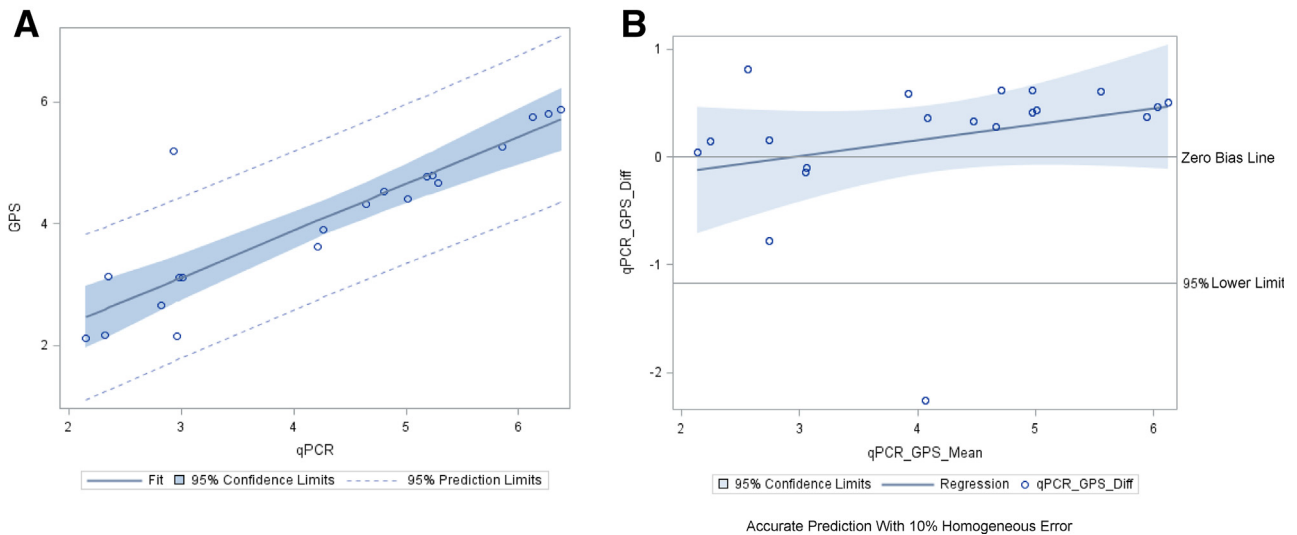 A
GPS
6
4
2
2 3 4 5 6
qPCR
Fit 95% Confidence Limits 95% Prediction Limits
B
qPCR_GPS_Diff
1
0
-1
-2
Zero Bias Line
95% Lower Limit
2 3 4 5 6
qPCR_GPS_Mean
95% Confidence Limits Regression qPCR_GPS_Diff
Accurate Prediction With 10% Homogeneous Error